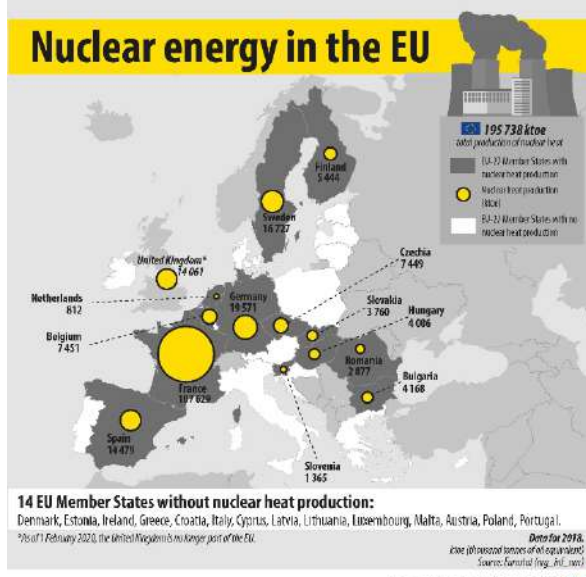 Nuclear energy in the EU
195 738 ktoe
total production of nuclear heat
EU-27 Member States with
nuclear heat production
Nuclear heat production
(ktoe)
EU-27 Member States with no
nuclear heat production
Finland
5 444
Sweden
16 727
United Kingdom*
14 061
Czechia
7 449
Netherlands
812
Germany
19 571
Slovakia
3 760
Belgium
7 451
Hungary
4 006
Romania
2 877
France
107 629
Bulgaria
4 168
Spain
14 479
Slovenia
1 365
14 EU Member States without nuclear heat production:
Denmark, Estonia, Ireland, Greece, Croatia, Italy, Cyprus, Latvia, Lithuania, Luxembourg, Malta, Austria, Poland, Portugal.
*As of 1 February 2020, the United Kingdom is no longer part of the EU.
Data for 2018.
ktoe (thousand tonnes of oil equivalent)
Source: Eurostat